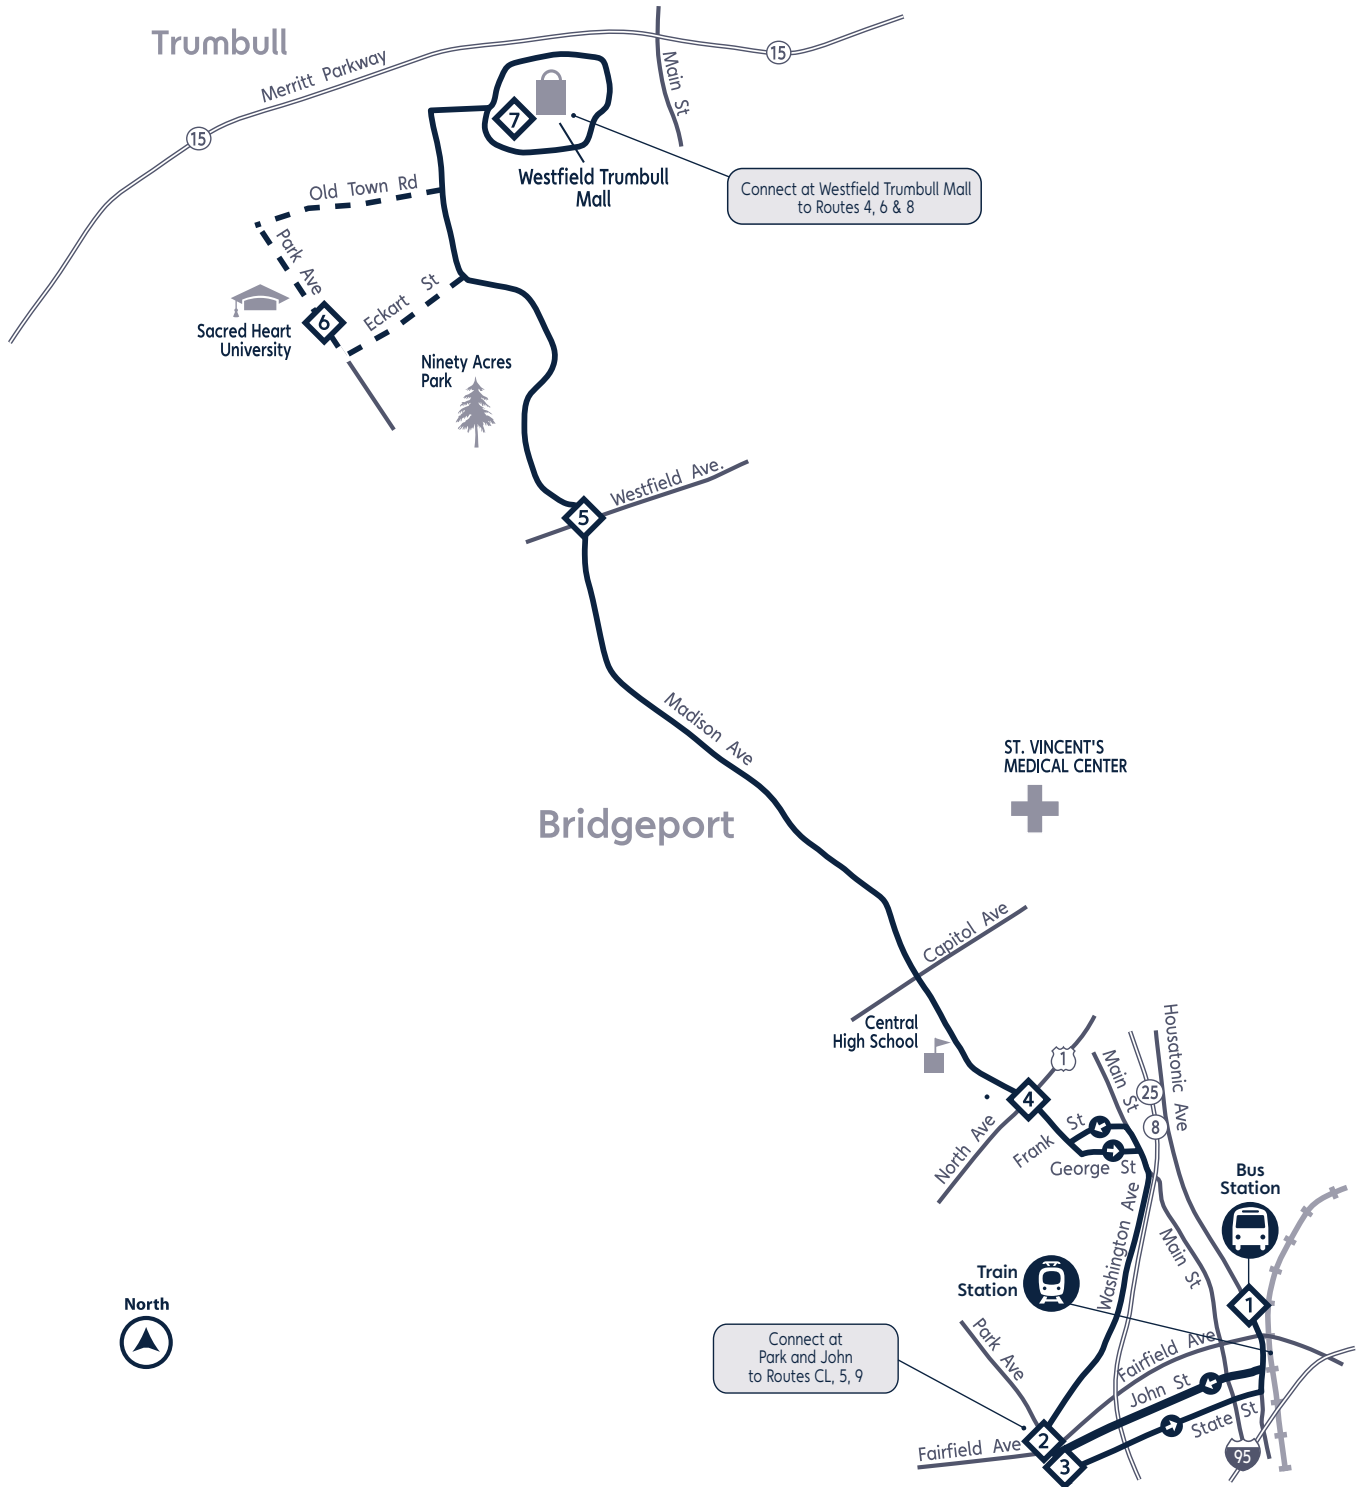 Trumbull
Merritt Parkway
15
15
Main St
7
Westfield Trumbull
Mall
Connect at Westfield Trumbull Mall
to Routes 4, 6 & 8
Old Town Rd
Park Ave
Eckart St
6
Sacred Heart
University
Ninety Acres
Park
5
Westfield Ave.
Madison Ave
ST. VINCENT'S
MEDICAL CENTER
Bridgeport
Capitol Ave
Central
High School
1
4
North Ave
Frank St
George St
Main St
25
8
Housatonic Ave
Bus
Station
Washington Ave
Main St
Train
Station
1
North
Connect at
Park and John
to Routes CL, 5, 9
Park Ave
Fairfield Ave
John St
State St
Fairfield Ave
2
3
95